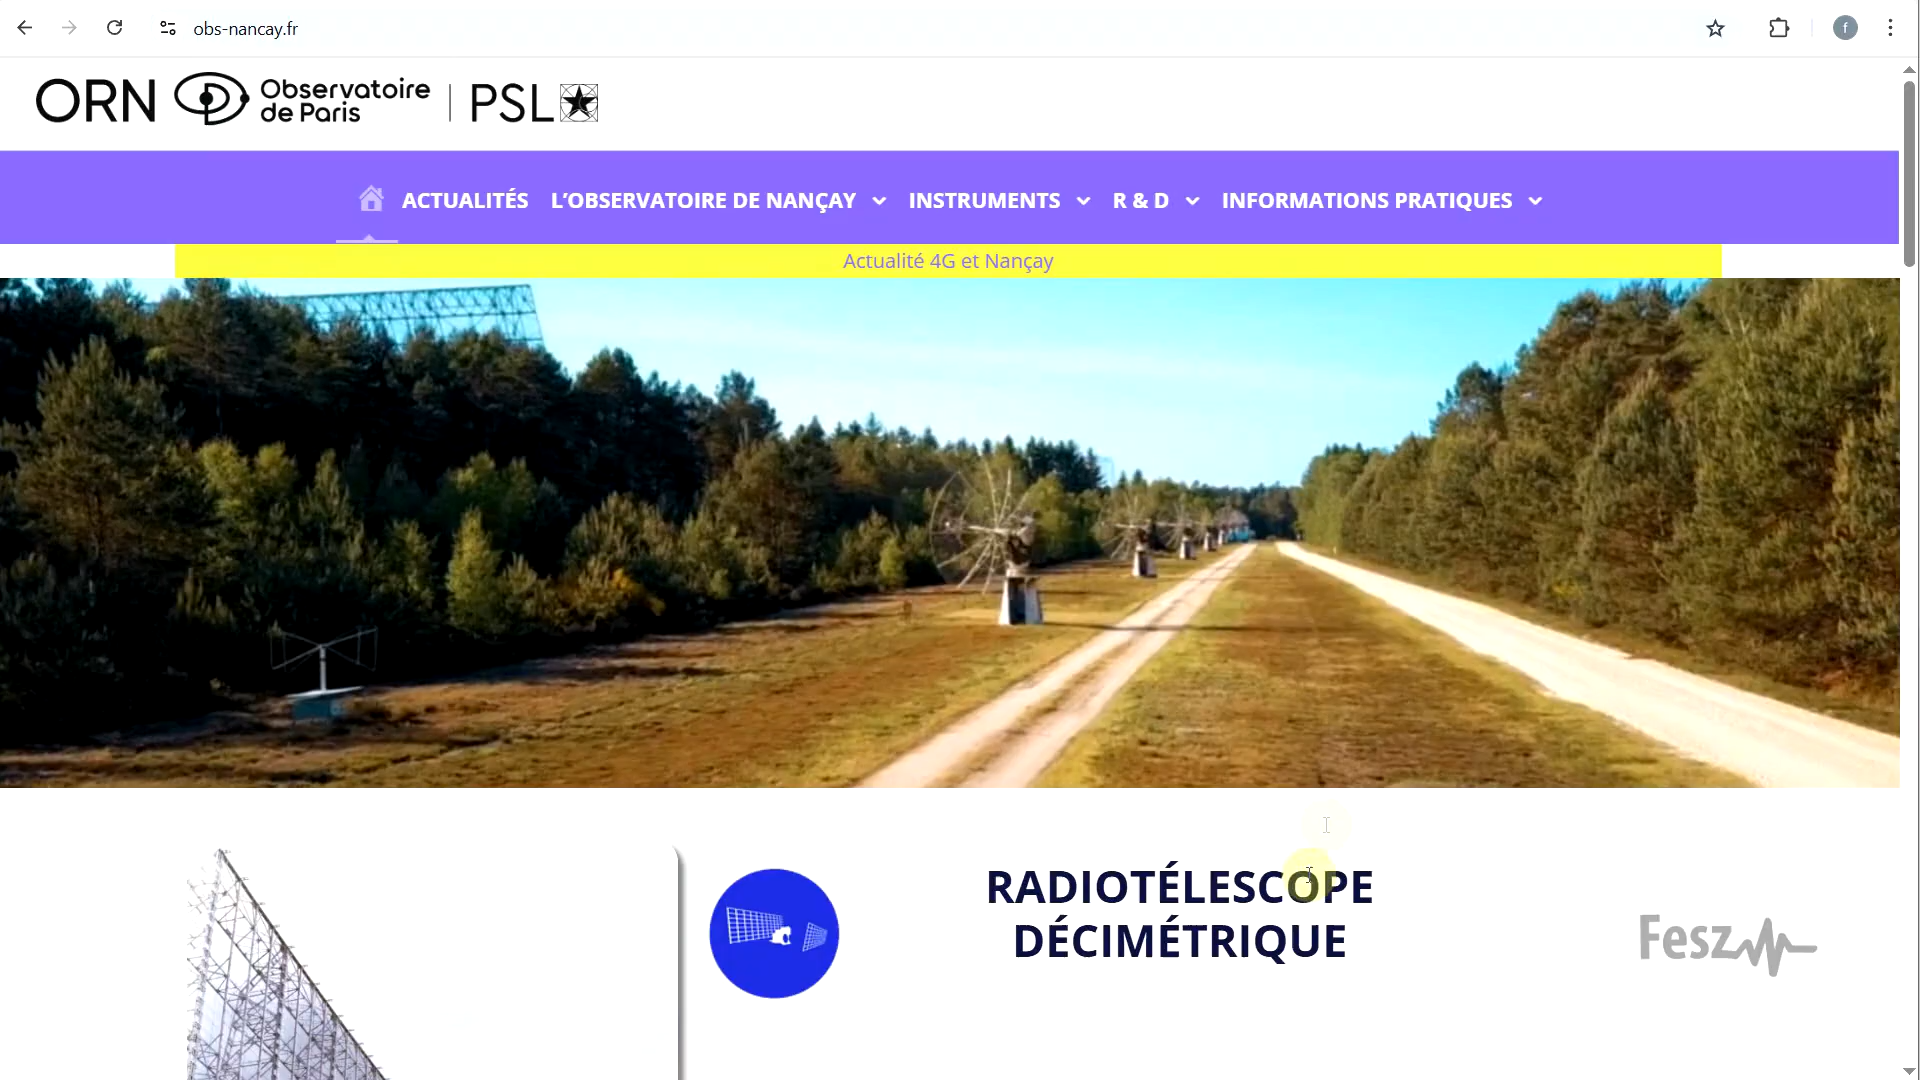 obs-nancay.fr
f
ORN Observatoire de Paris | PSL
ACTUALITÉS L'OBSERVATOIRE DE NANÇAY INSTRUMENTS R & D INFORMATIONS PRATIQUES
Actualité 4G et Nançay
RADIOTÉLESCOPE
DÉCIMÉTRIQUE
Fesz